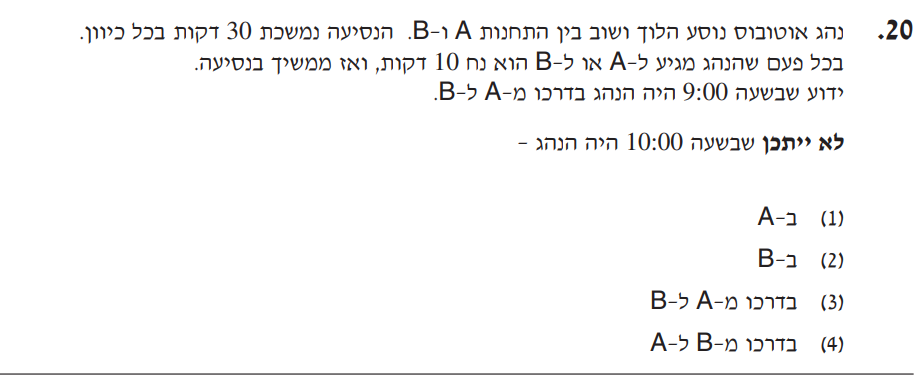 20. נהג אוטובוס נוסע הלוך ושוב בין התחנות A ו-B. הנסיעה נמשכת 30 דקות בכל כיוון.
בכל פעם שהנהג מגיע ל-A או ל-B הוא נח 10 דקות, ואז ממשיך בנסיעה.
ידוע שבשעה 9:00 היה הנהג בדרכו מ-A ל-B.
לא ייתכן שבשעה 10:00 היה הנהג -
(1) ב-A
(2) ב-B
(3) בדרכו מ-A ל-B
(4) בדרכו מ-B ל-A